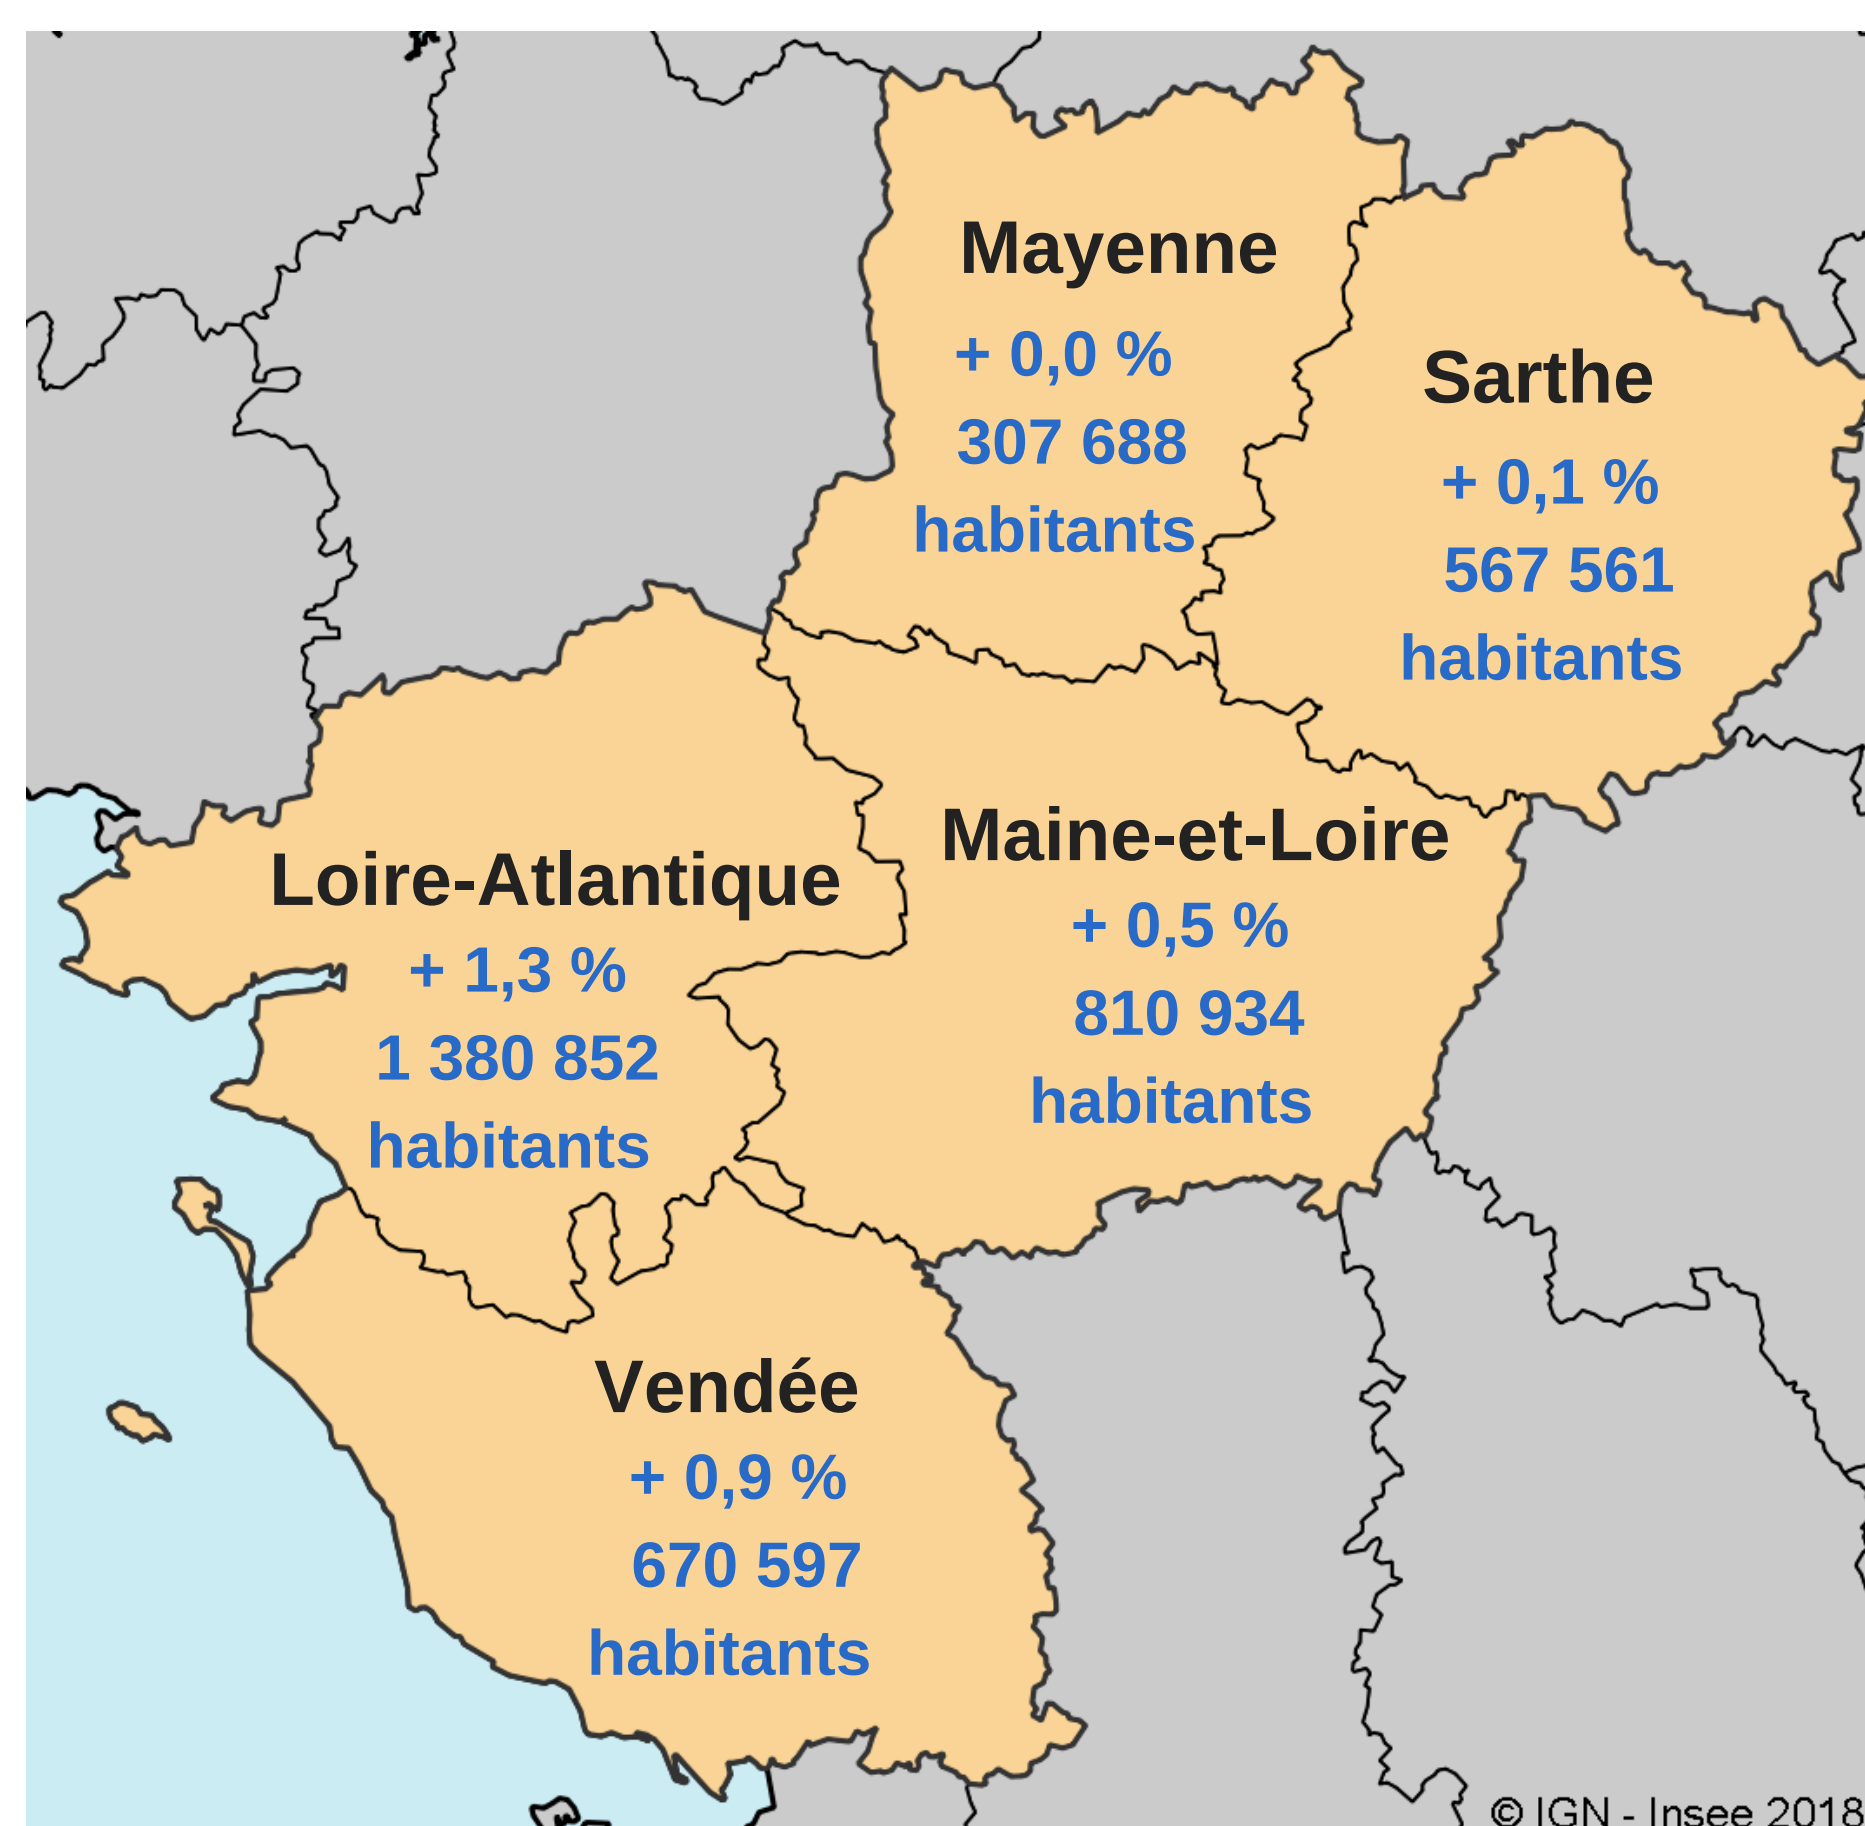 Mayenne
+ 0,0 %
307 688
habitants
Sarthe
+ 0,1 %
567 561
habitants
Maine-et-Loire
+ 0,5 %
810 934
habitants
Loire-Atlantique
+ 1,3 %
1 380 852
habitants
Vendée
+ 0,9 %
670 597
habitants
© IGN - Insee 2018